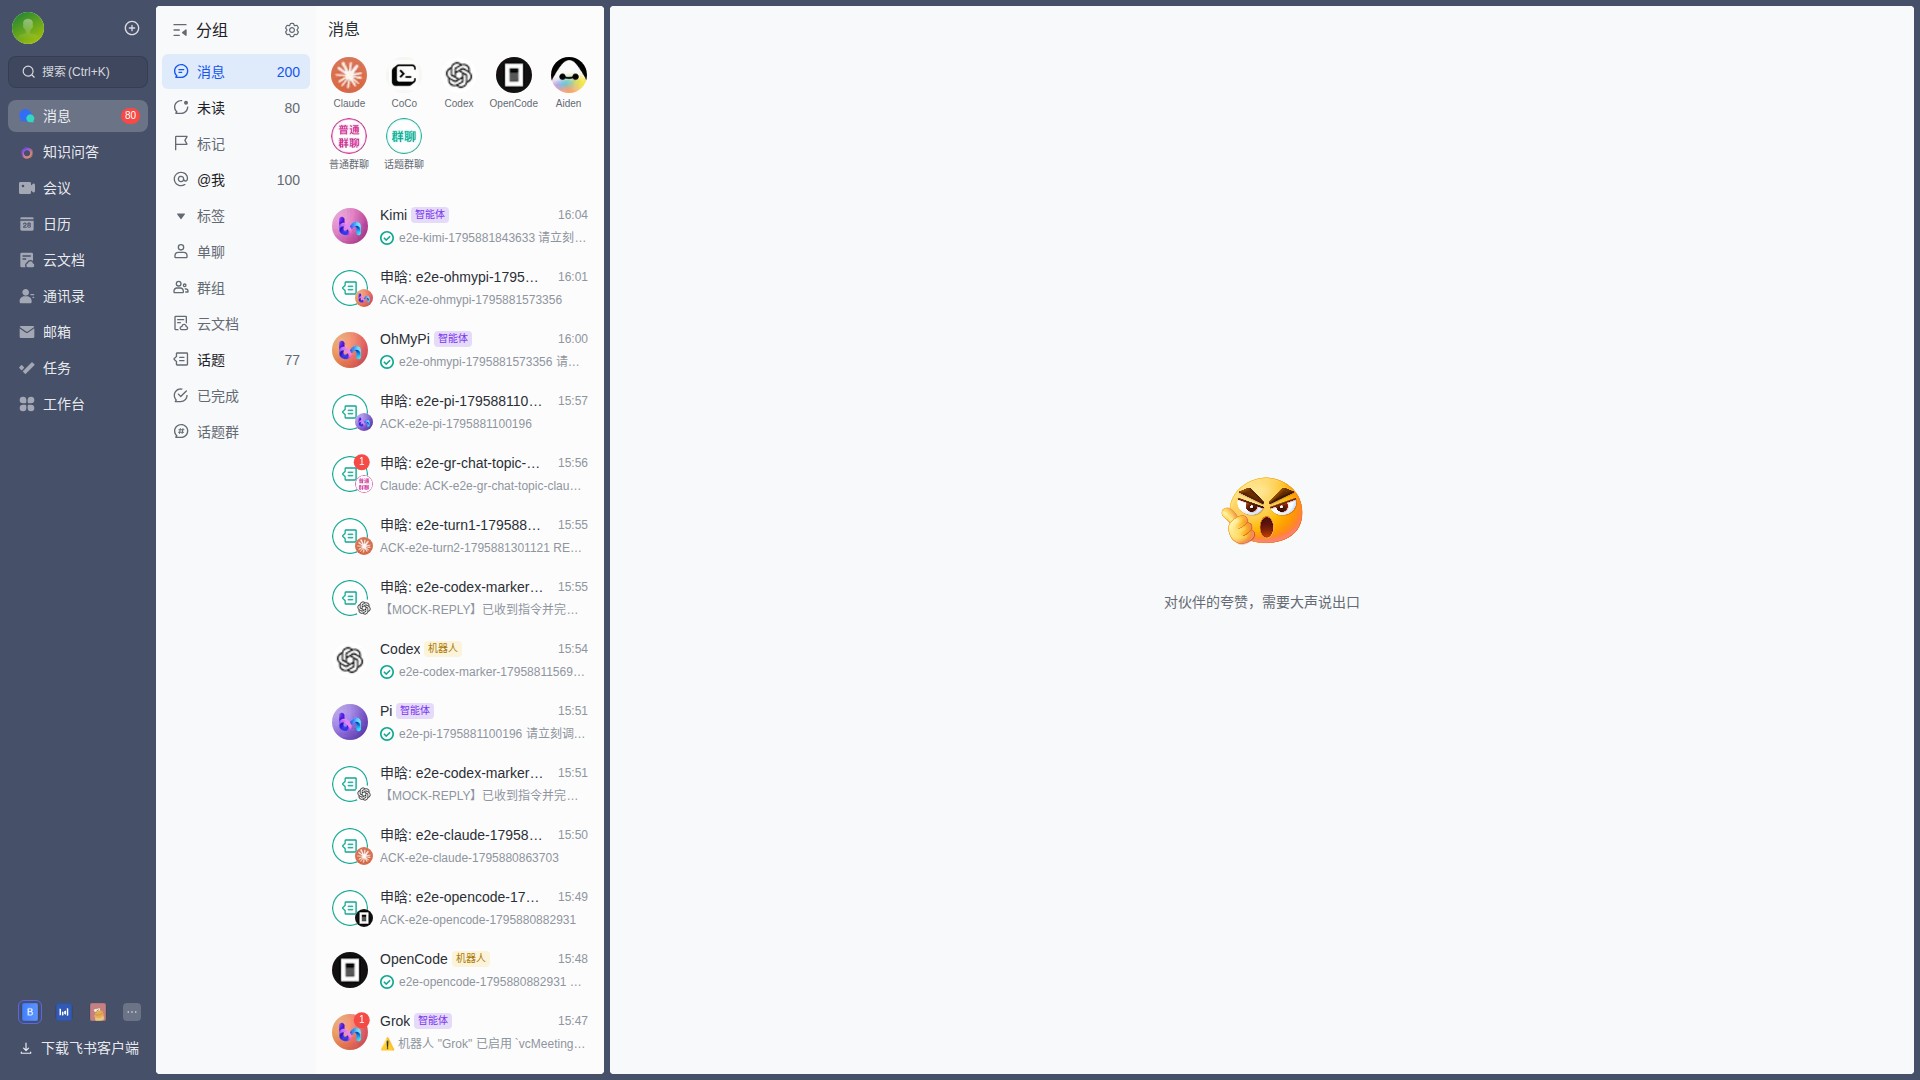 搜索 (Ctrl+K)
消息 80
知识问答
会议
日历
云文档
通讯录
邮箱
任务
工作台
下载飞书客户端
分组
消息 200
未读 80
标记
@我 100
标签
单聊
群组
云文档
话题 77
已完成
话题群
消息
Claude CoCo Codex OpenCode Aiden
普通
群聊
群聊
普通群聊 话题群聊
Kimi 智能体 16:04
e2e-kimi-1795881843633 请立刻…
申晗: e2e-ohmypi-1795… 16:01
ACK-e2e-ohmypi-1795881573356
OhMyPi 智能体 16:00
e2e-ohmypi-1795881573356 请…
申晗: e2e-pi-179588110… 15:57
ACK-e2e-pi-1795881100196
1
申晗: e2e-gr-chat-topic-… 15:56
Claude: ACK-e2e-gr-chat-topic-clau…
申晗: e2e-turn1-179588… 15:55
ACK-e2e-turn2-1795881301121 RE…
申晗: e2e-codex-marker… 15:55
【MOCK-REPLY】已收到指令并完…
Codex 机器人 15:54
e2e-codex-marker-17958811569…
Pi 智能体 15:51
e2e-pi-1795881100196 请立刻调…
申晗: e2e-codex-marker… 15:51
【MOCK-REPLY】已收到指令并完…
申晗: e2e-claude-17958… 15:50
ACK-e2e-claude-1795880863703
申晗: e2e-opencode-17… 15:49
ACK-e2e-opencode-1795880882931
OpenCode 机器人 15:48
e2e-opencode-1795880882931 …
1
Grok 智能体 15:47
机器人 "Grok" 已启用 `vcMeeting…
对伙伴的夸赞，需要大声说出口